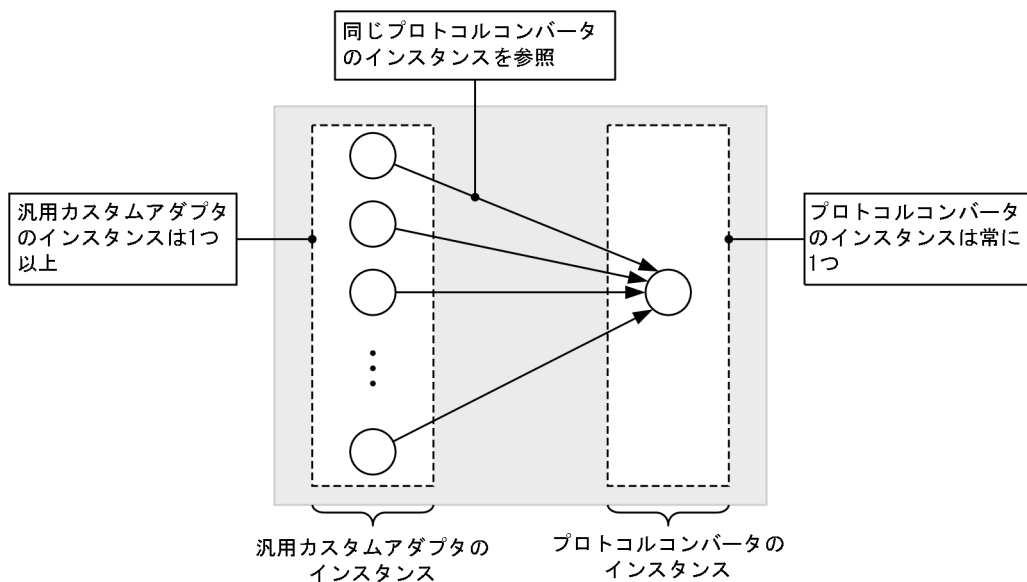 同じプロトコルコンバータ
のインスタンスを参照
汎用カスタムアダプタ
のインスタンスは1つ
以上
プロトコルコンバータ
のインスタンスは常に
1つ
汎用カスタムアダプタの
インスタンス
プロトコルコンバータの
インスタンス